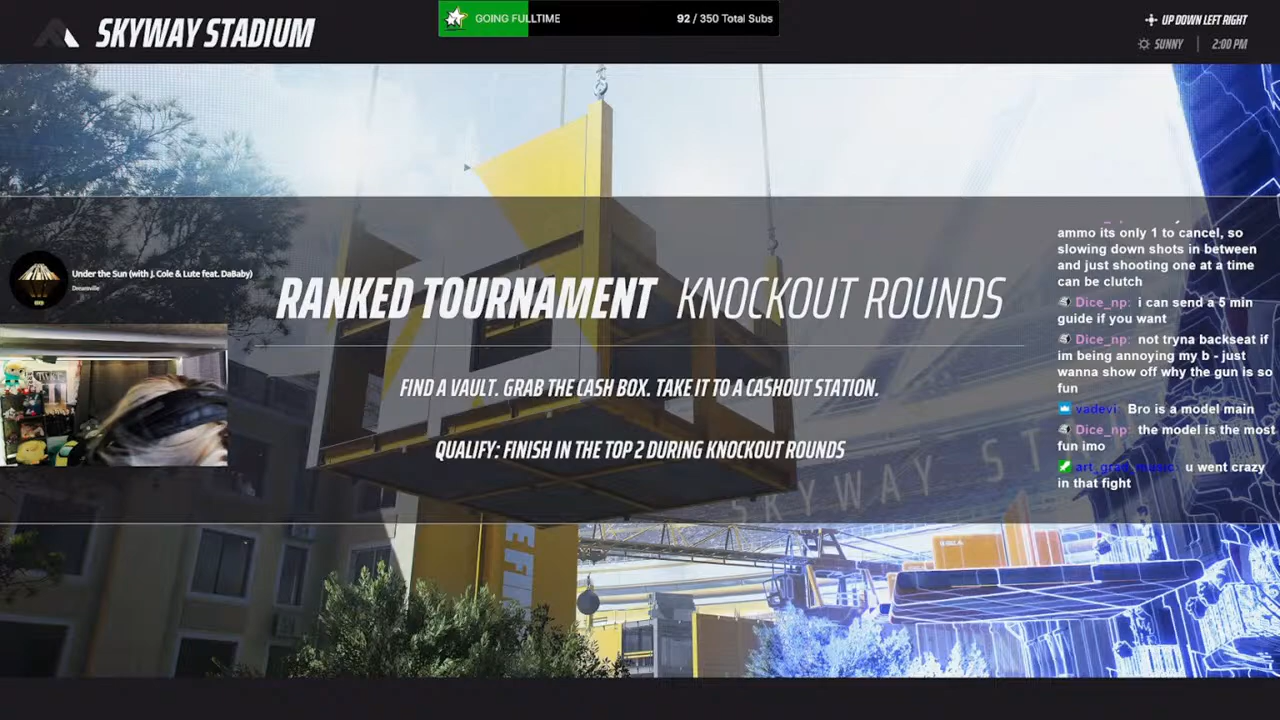 SKYWAY STADIUM
GOING FULLTIME
92 / 350 Total Subs
UP DOWN LEFT RIGHT
SUNNY | 2:00 PM
Under the Sun (with J. Cole & Lute feat. DaBaby)
Dreamville
RANKED TOURNAMENT KNOCKOUT ROUNDS
FIND A VAULT. GRAB THE CASH BOX. TAKE IT TO A CASHOUT STATION.
QUALIFY: FINISH IN THE TOP 2 DURING KNOCKOUT ROUNDS
ammo its only 1 to cancel, so
slowing down shots in between
and just shooting one at a time
can be clutch
Dice_np: i can send a 5 min
guide if you want
Dice_np: not tryna backseat if
im being annoying my b - just
wanna show off why the gun is so
fun
vadevi: Bro is a model main
Dice_np: the model is the most
fun imo
art_grab_music: u went crazy
in that fight
SKYWAY ST